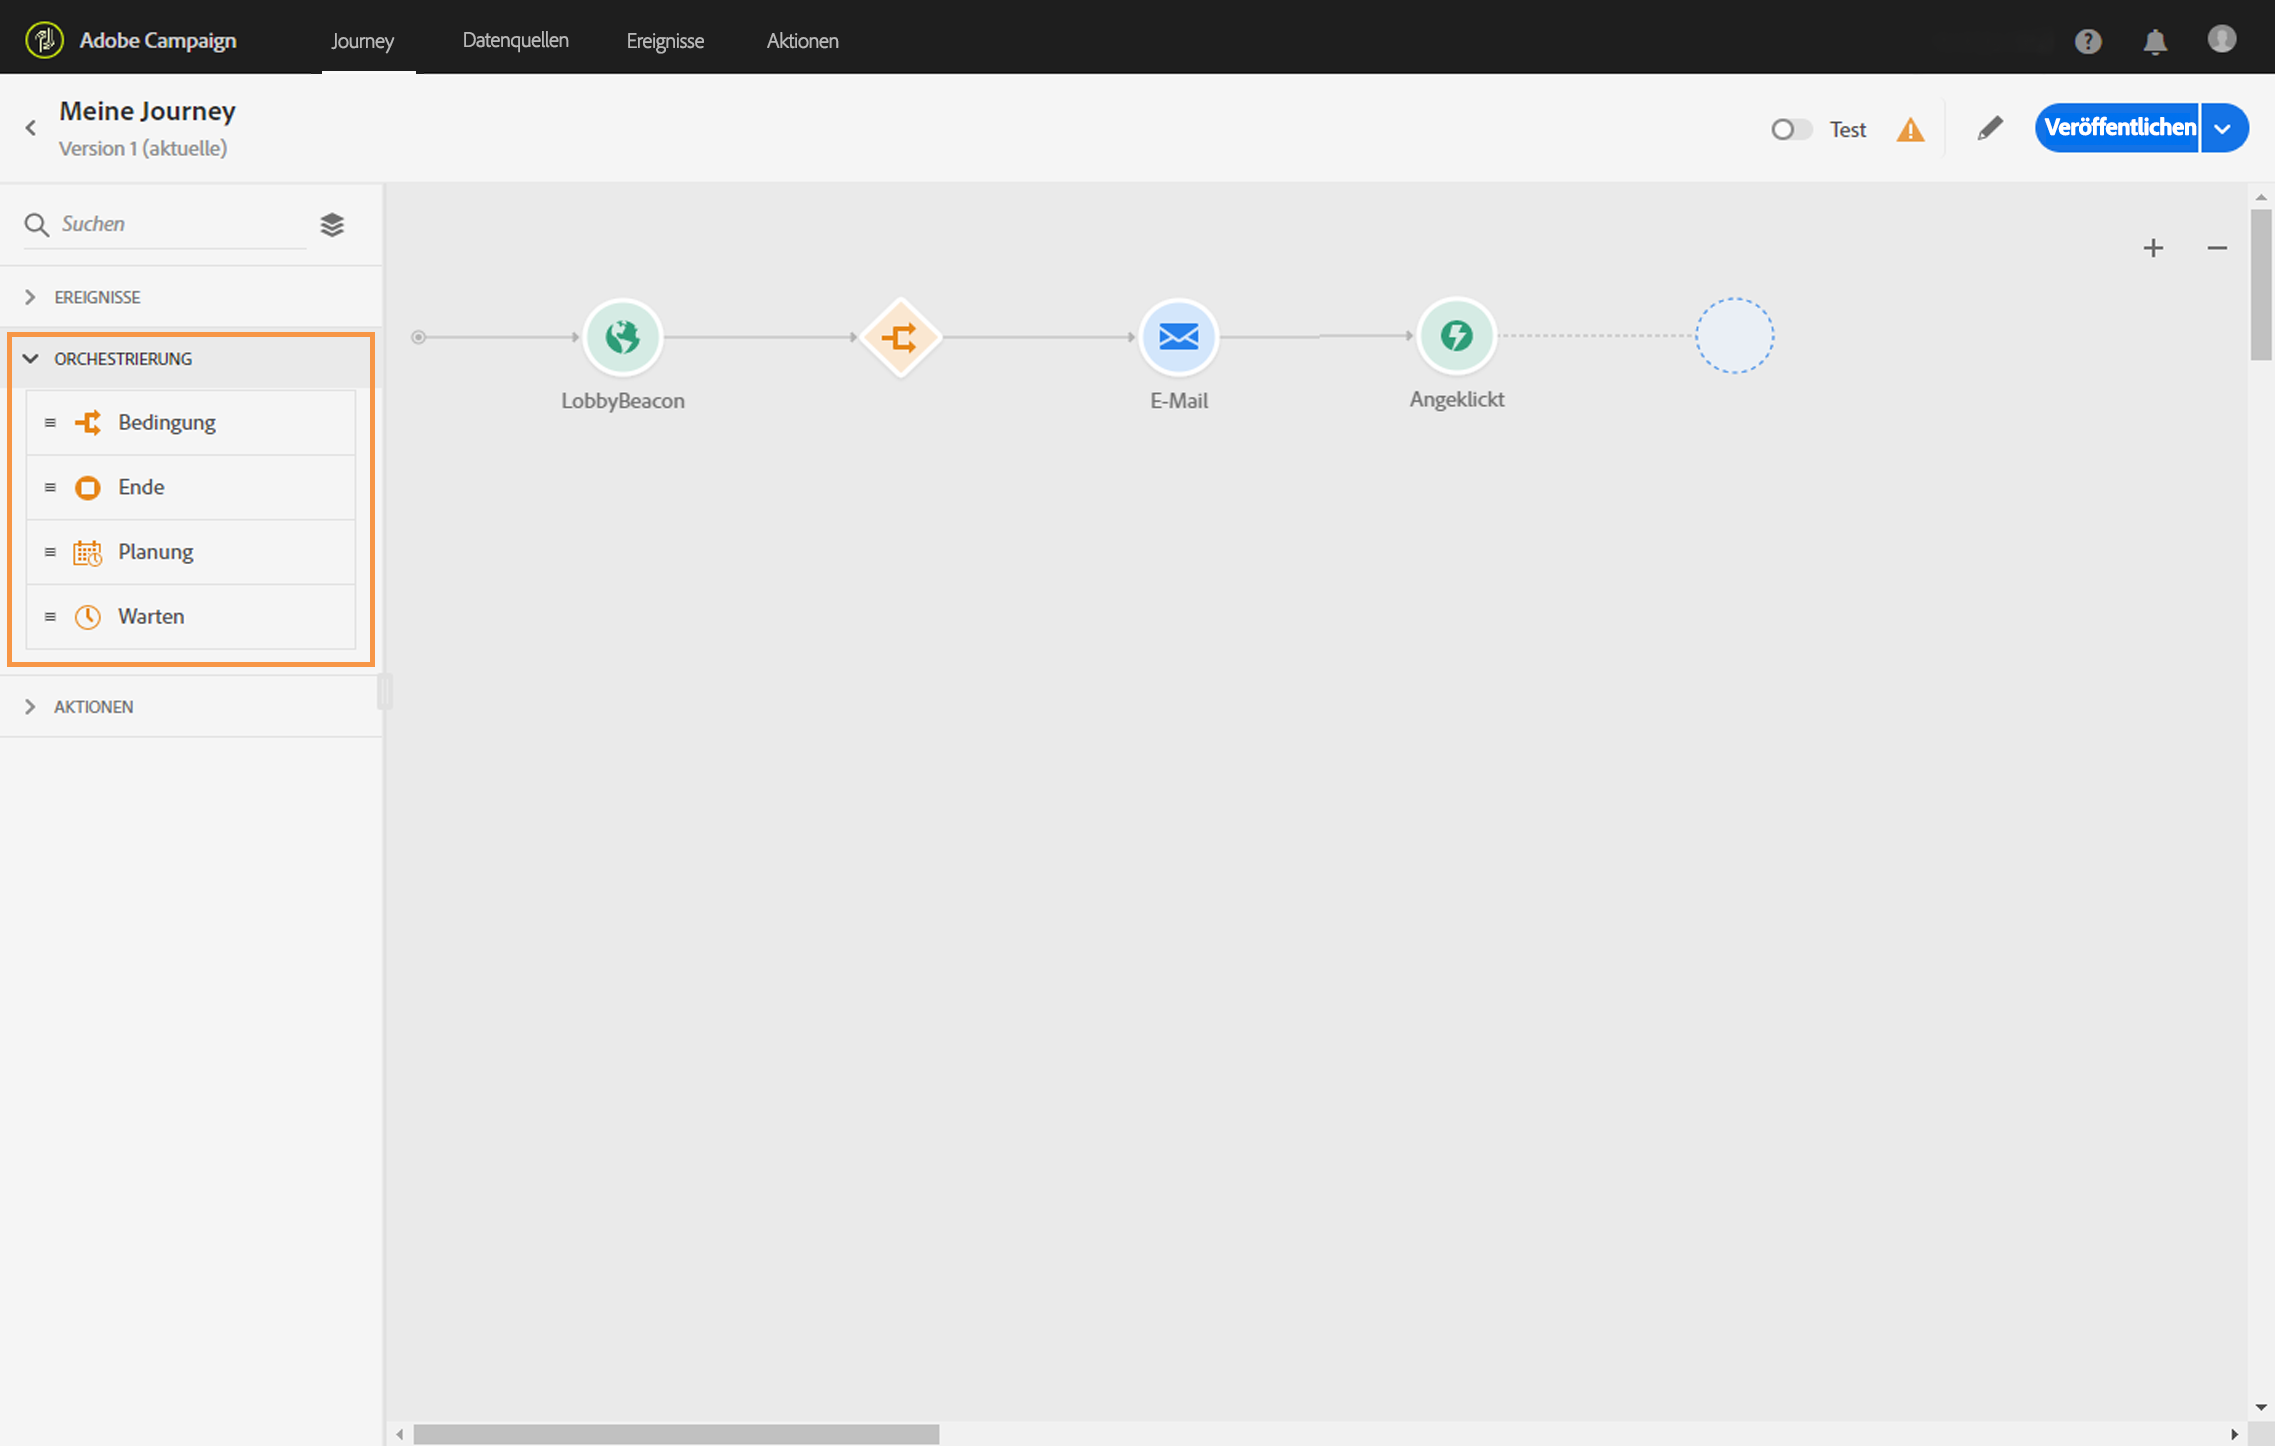 Adobe Campaign Journey Datenquellen Ereignisse Aktionen
Meine Journey
Version 1 (aktuelle)
Test Veröffentlichen
Suchen
EREIGNISSE
ORCHESTRIERUNG
Bedingung
Ende
Planung
Warten
AKTIONEN
LobbyBeacon
E-Mail
Angeklickt